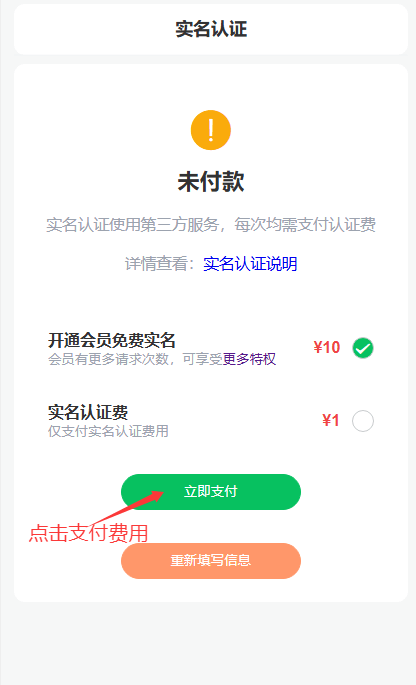 实名认证
未付款
实名认证使用第三方服务，每次均需支付认证费
详情查看：实名认证说明
开通会员免费实名
¥10
会员有更多请求次数，可享受更多特权
实名认证费
¥1
仅支付实名认证费用
立即支付
点击支付费用
重新填写信息